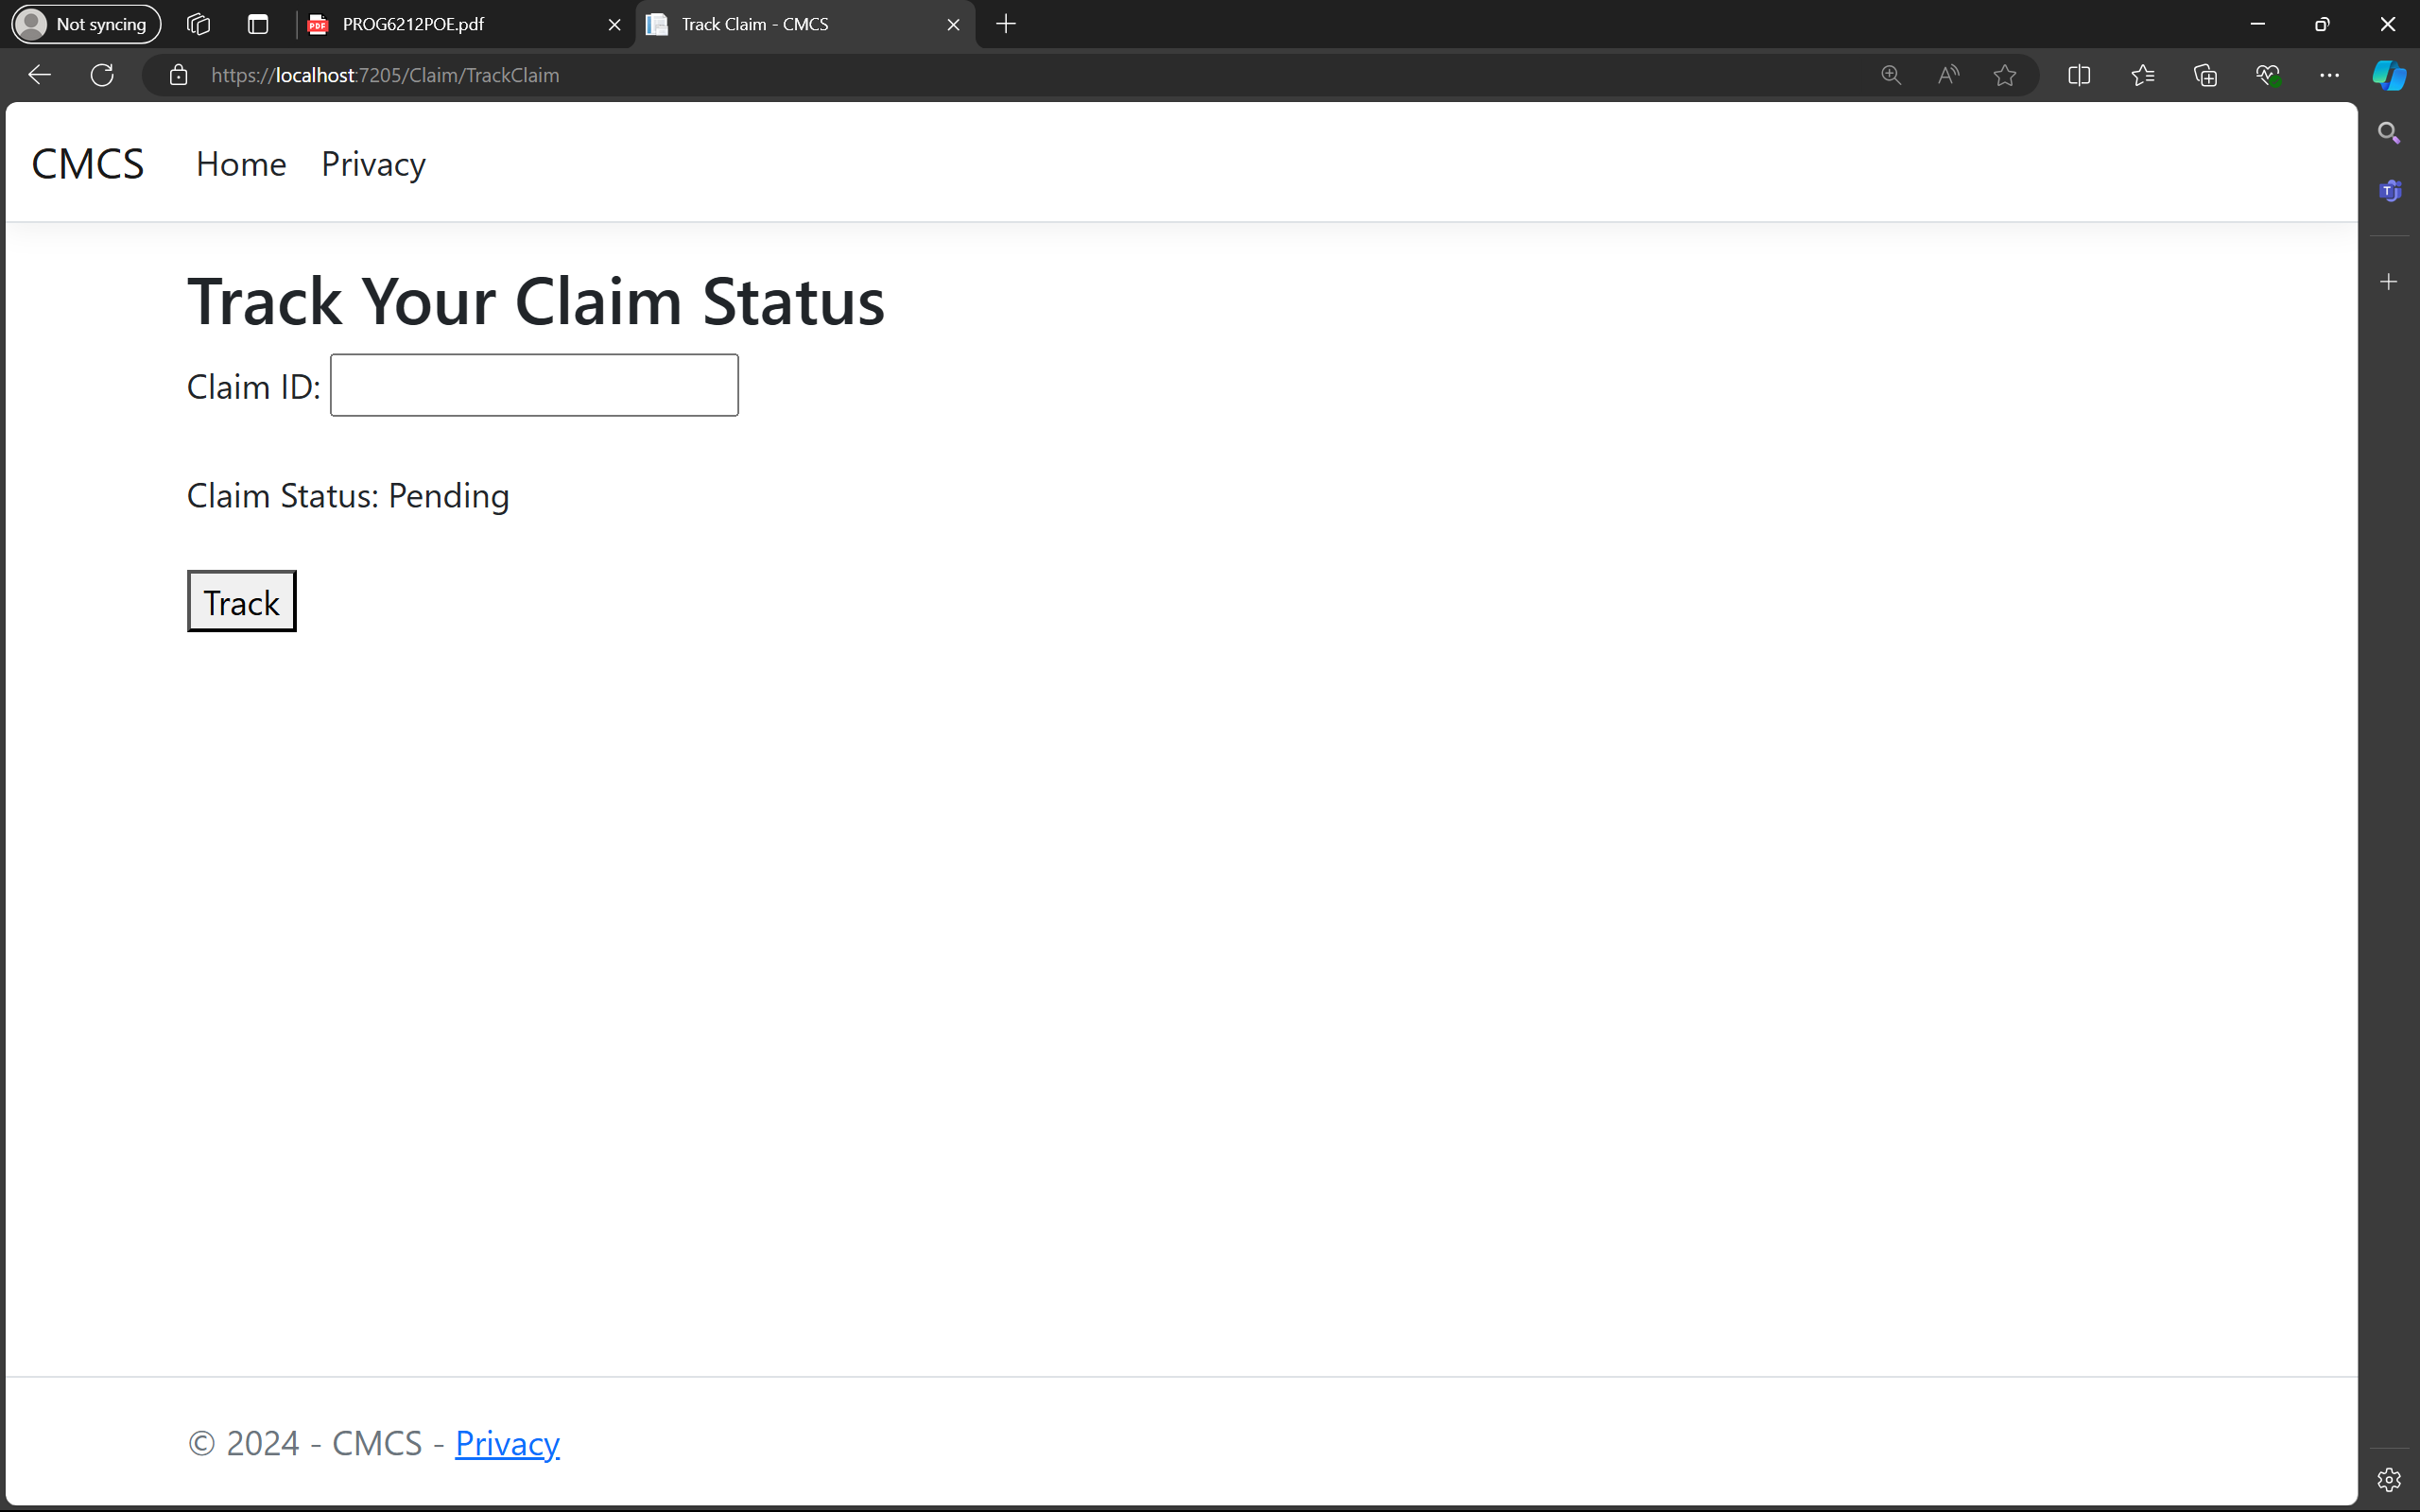 Not syncing
PROG6212POE.pdf
Track Claim - CMCS
https://localhost:7205/Claim/TrackClaim
CMCS Home Privacy
Track Your Claim Status
Claim ID:
Claim Status: Pending
Track
© 2024 - CMCS - Privacy